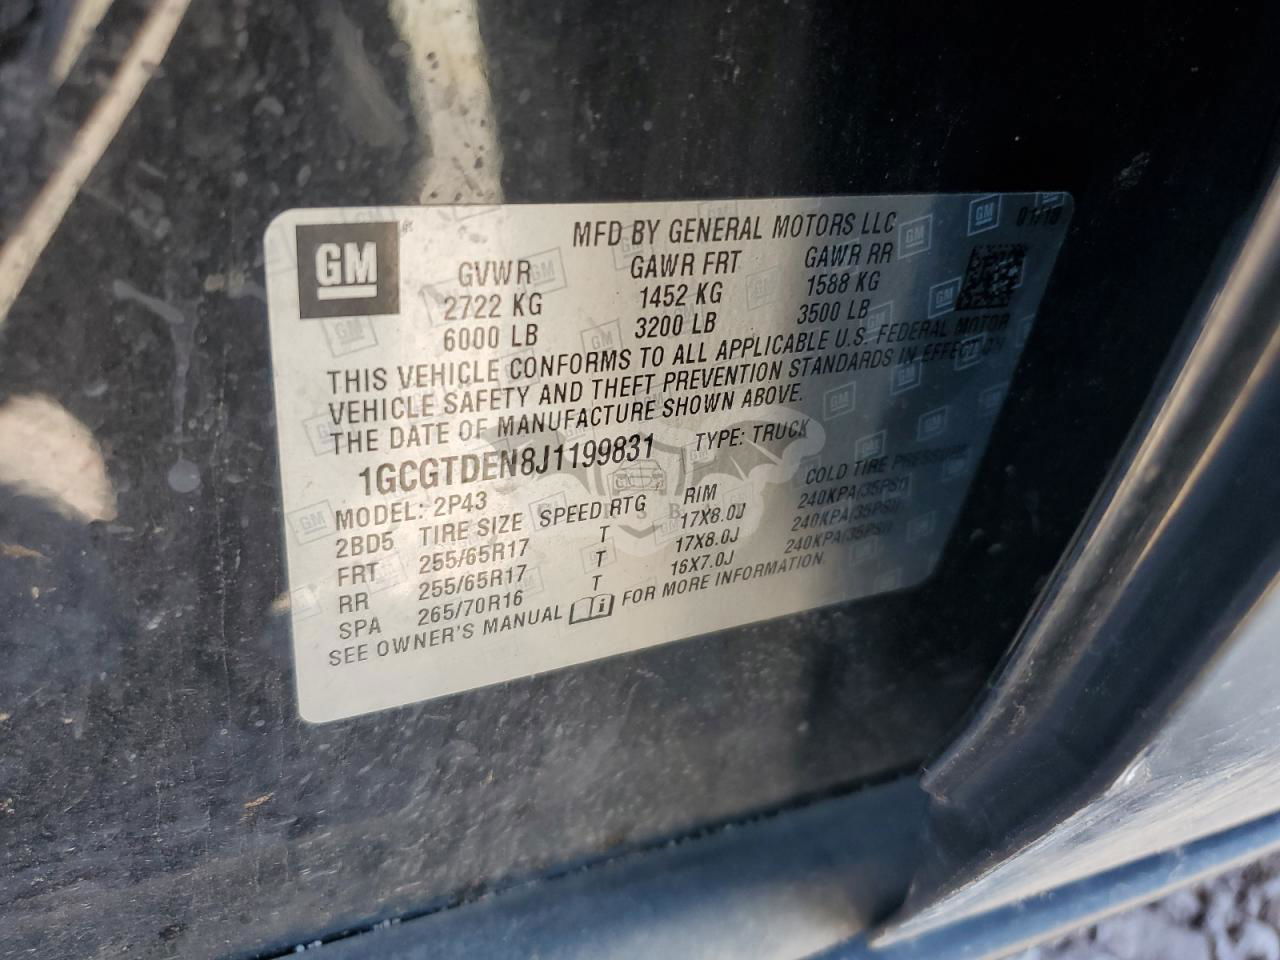 GM
MFD BY GENERAL MOTORS LLC 01/18
GVWR GAWR FRT GAWR RR
2722 KG 1452 KG 1588 KG
6000 LB 3200 LB 3500 LB
THIS VEHICLE CONFORMS TO ALL APPLICABLE U.S. FEDERAL MOTOR
VEHICLE SAFETY AND THEFT PREVENTION STANDARDS IN EFFECT ON
THE DATE OF MANUFACTURE SHOWN ABOVE.
1GCGTDEN8J1199831 TYPE: TRUCK
MODEL: 2P43
2BD5 TIRE SIZE SPEED RTG RIM COLD TIRE PRESSURE
FRT 255/65R17 T 17X8.0J 240KPA(35PSI)
RR 255/65R17 T 17X8.0J 240KPA(35PSI)
SPA 265/70R16 T 16X7.0J 240KPA(35PSI)
SEE OWNER'S MANUAL FOR MORE INFORMATION.